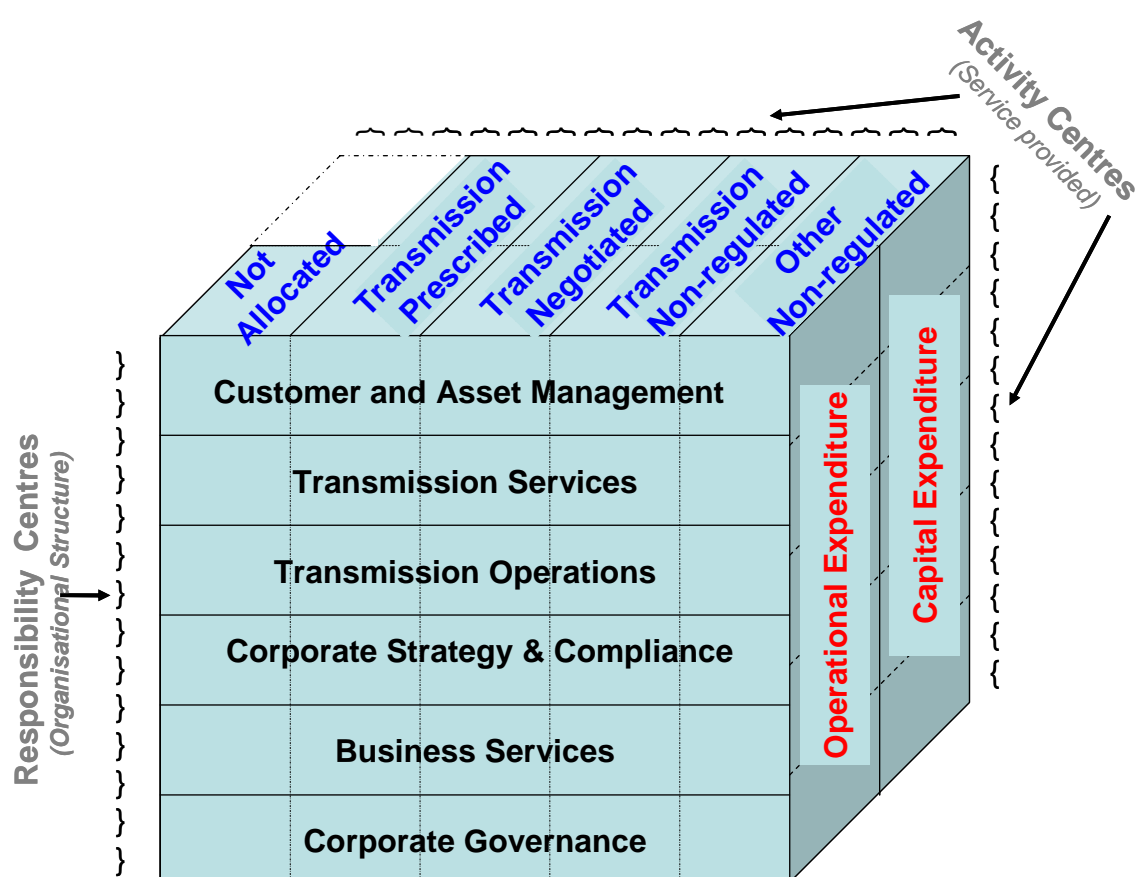 Activity Centres
(Service provided)
Not
Allocated
Transmission
Prescribed
Transmission
Negotiated
Transmission
Non-regulated
Other
Non-regulated
Customer and Asset Management
Transmission Services
Transmission Operations
Corporate Strategy & Compliance
Business Services
Corporate Governance
Operational Expenditure
Capital Expenditure
Responsibility Centres
(Organisational Structure)